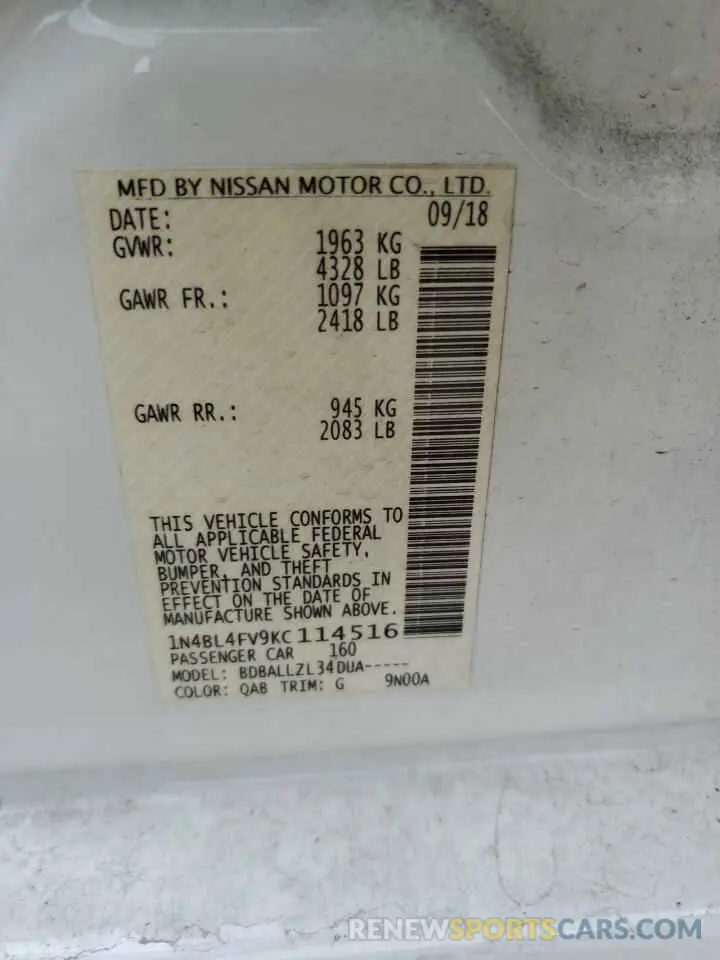 MFD BY NISSAN MOTOR CO., LTD.
DATE: 09/18
GVWR: 1963 KG
4328 LB
GAWR FR.: 1097 KG
2418 LB
GAWR RR.: 945 KG
2083 LB
THIS VEHICLE CONFORMS TO
ALL APPLICABLE FEDERAL
MOTOR VEHICLE SAFETY,
BUMPER, AND THEFT
PREVENTION STANDARDS IN
EFFECT ON THE DATE OF
MANUFACTURE SHOWN ABOVE.
1N4BL4FV9KC114516
PASSENGER CAR 160
MODEL: BDBALLZL34DUA-----
COLOR: QAB TRIM: G 9N00A
RENEWSPORTSCARS.COM